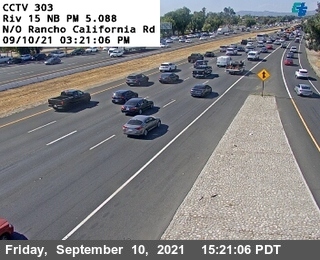 CCTV 303
Riv 15 NB PM 5.088
N/O Rancho California Rd
09/10/21 03:21:06 PM
Friday, September 10, 2021 15:21:06 PDT